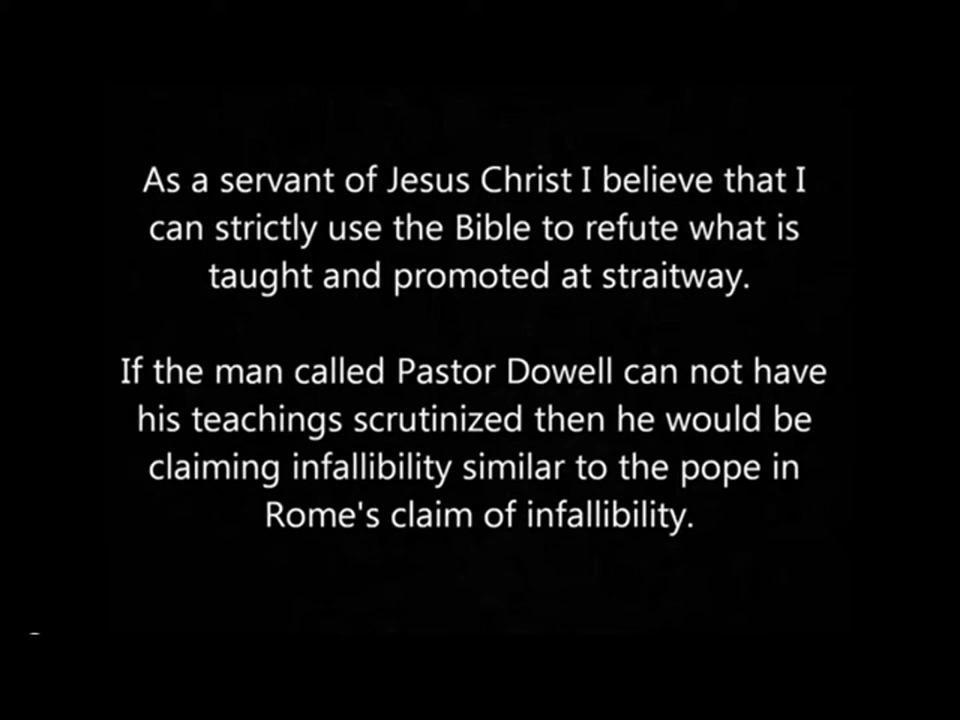 As a servant of Jesus Christ I believe that I
can strictly use the Bible to refute what is
taught and promoted at straitway.
If the man called Pastor Dowell can not have
his teachings scrutinized then he would be
claiming infallibility similar to the pope in
Rome's claim of infallibility.